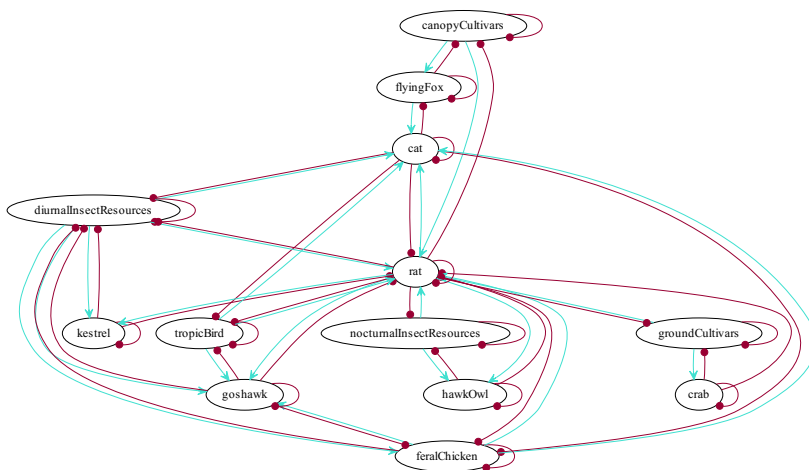 canopyCultivars
flyingFox
cat
diurnalInsectResources
rat
kestrel
tropicBird
nocturnalInsectResources
groundCultivars
goshawk
hawkOwl
crab
feralChicken